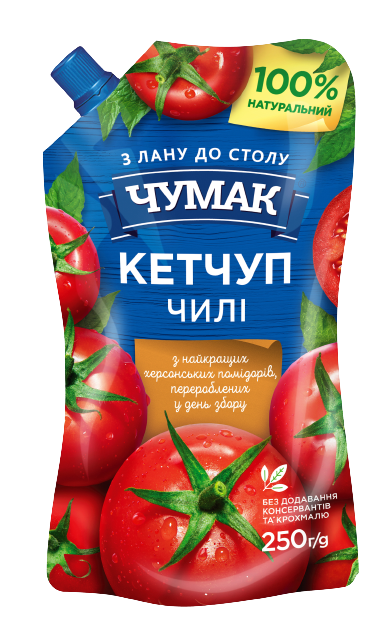 100%
НАТУРАЛЬНИЙ
З ЛАНУ ДО СТОЛУ
ЧУМАК
КЕТЧУП
ЧИЛІ
з найкращих
херсонських помідорів,
перероблених
у день збору
БЕЗ ДОДАВАННЯ
КОНСЕРВАНТІВ
ТА КРОХМАЛЮ
250г/g